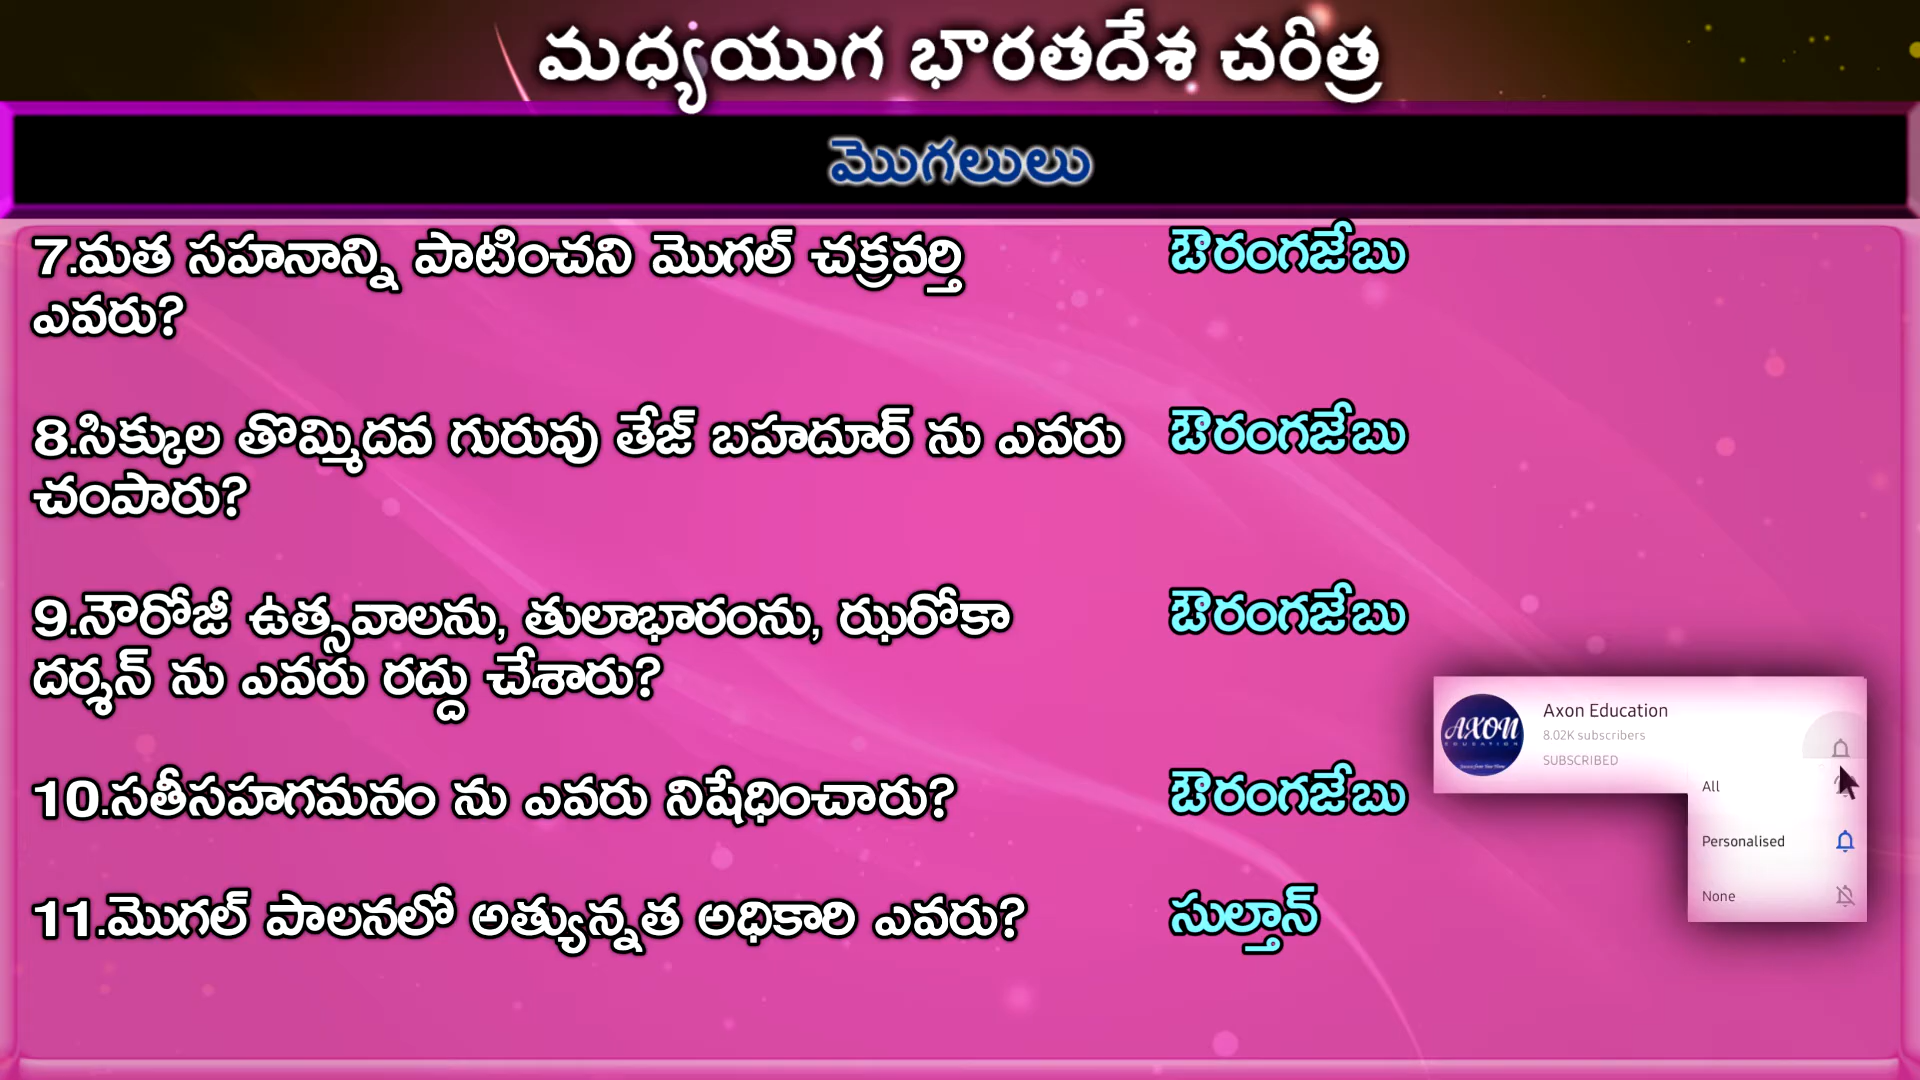 మధ్యయుగ భారతదేశ చరిత్ర
మొగలులు
7.మత సహనాన్ని పాటించని మొగల్ చక్రవర్తి ఔరంగజేబు
ఎవరు?
8.సిక్కుల తొమ్మిదవ గురువు తేజ్ బహదూర్ ను ఎవరు ఔరంగజేబు
చంపారు?
9.నౌరోజీ ఉత్సవాలను, తులాభారంను, ఝరోకా ఔరంగజేబు
దర్శన్ ను ఎవరు రద్దు చేశారు?
10.సతీసహగమనం ను ఎవరు నిషేధించారు? ఔరంగజేబు
11.మొగల్ పాలనలో అత్యున్నత అధికారి ఎవరు? సుల్తాన్
AXON
EDUCATION
Axon Education
8.02K subscribers
SUBSCRIBED
All
Personalised
None